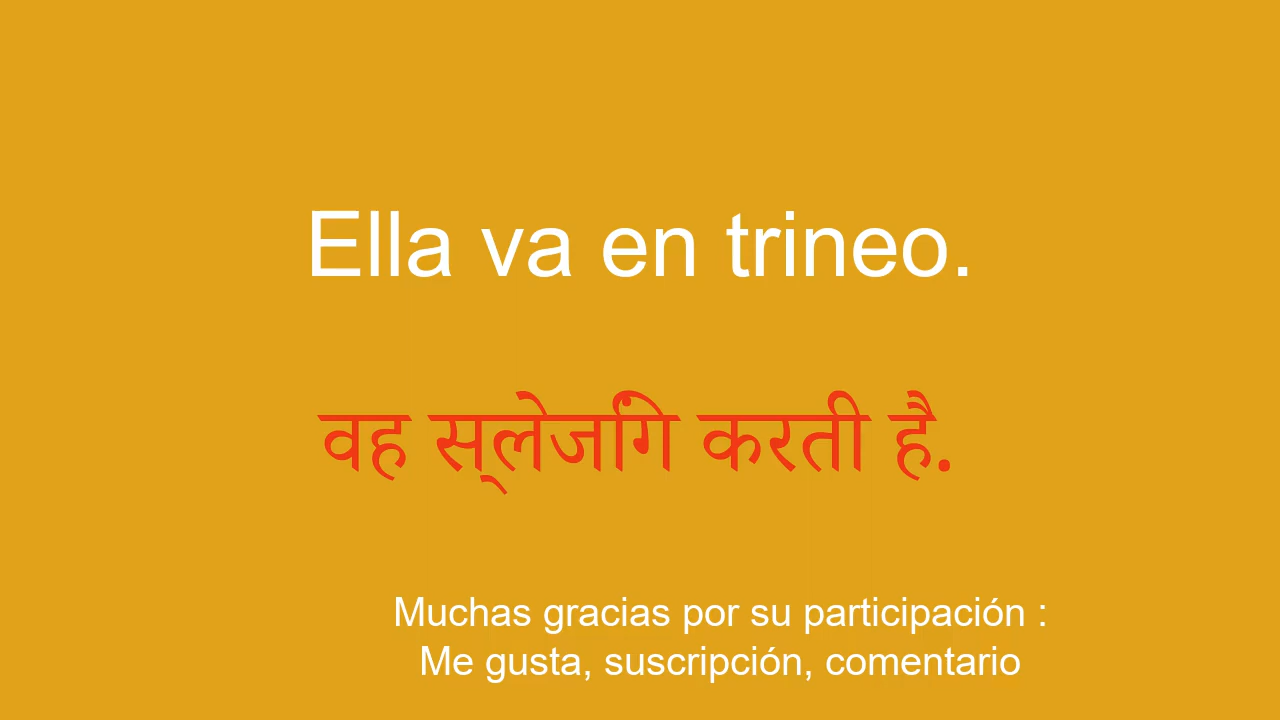 Ella va en trineo.
वह स्लेजिंग करती है.
Muchas gracias por su participación :
Me gusta, suscripción, comentario